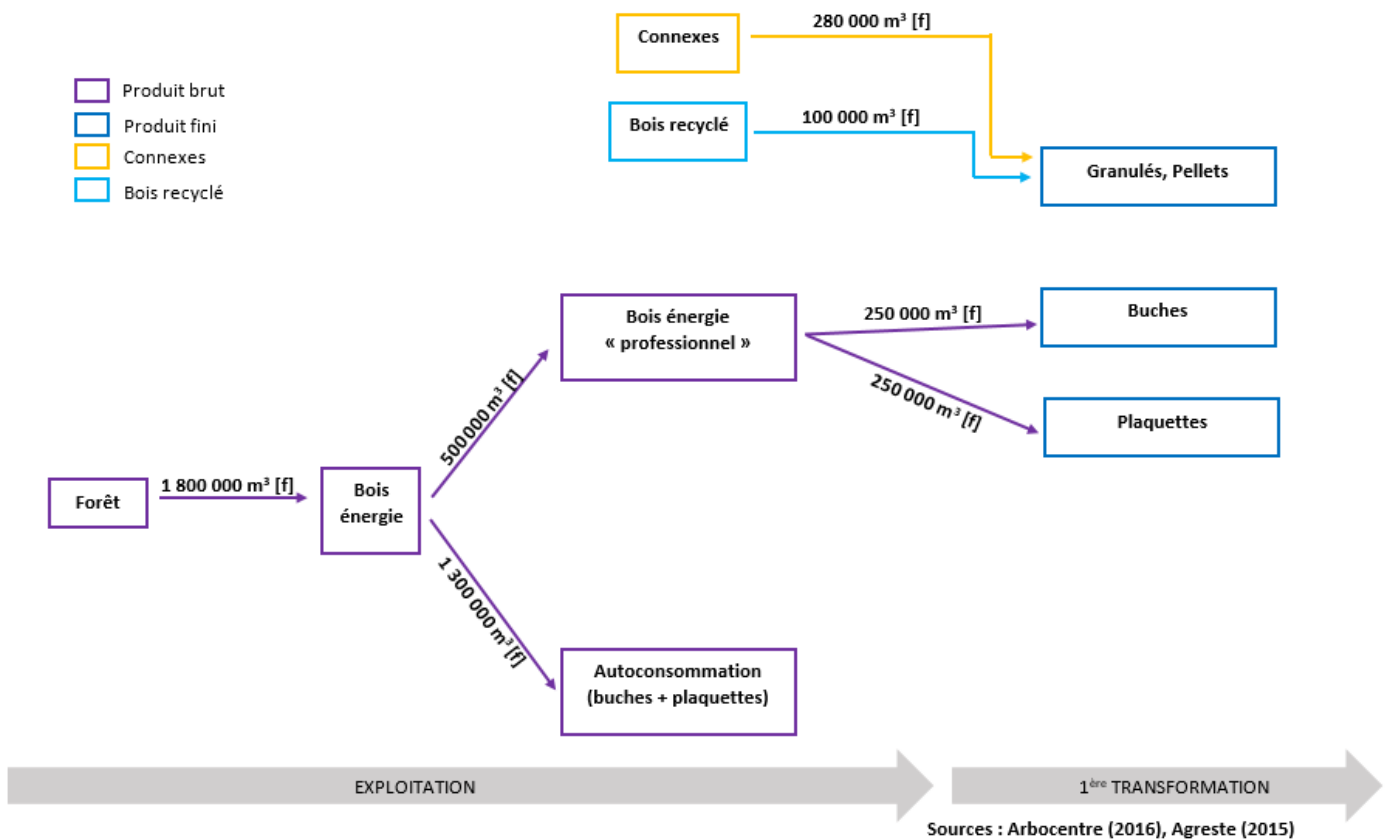 Connexes
280 000 m³ [f]
Produit brut
Produit fini
Connexes
Bois recyclé
Bois recyclé
100 000 m³ [f]
Granulés, Pellets
Bois énergie
« professionnel »
250 000 m³ [f]
Buches
250 000 m³ [f]
Plaquettes
500 000 m³ [f]
Forêt
1 800 000 m³ [f]
Bois
énergie
1 300 000 m³ [f]
Autoconsommation
(buches + plaquettes)
EXPLOITATION
1ère TRANSFORMATION
Sources : Arbocentre (2016), Agreste (2015)